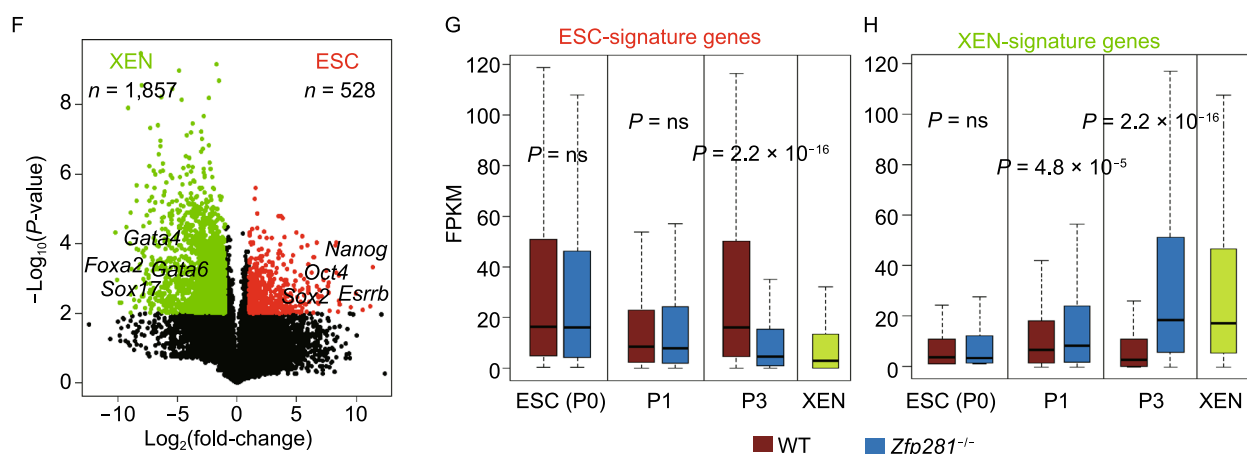 F
XEN
n = 1,857
ESC
n = 528
Gata4
Foxa2
Gata6
Sox17
Nanog
Oct4
Sox2
Esrrb
−Log₁₀(P-value)
8
6
4
2
0
−10
−5
0
5
10
Log₂(fold-change)
G
ESC-signature genes
FPKM
120
100
80
60
40
20
0
P = ns
P = ns
P = 2.2 × 10⁻¹⁶
ESC (P0)
P1
P3
XEN
H
XEN-signature genes
120
100
80
60
40
20
0
P = ns
P = 4.8 × 10⁻⁵
P = 2.2 × 10⁻¹⁶
ESC (P0)
P1
P3
XEN
WT
Zfp281⁻/⁻